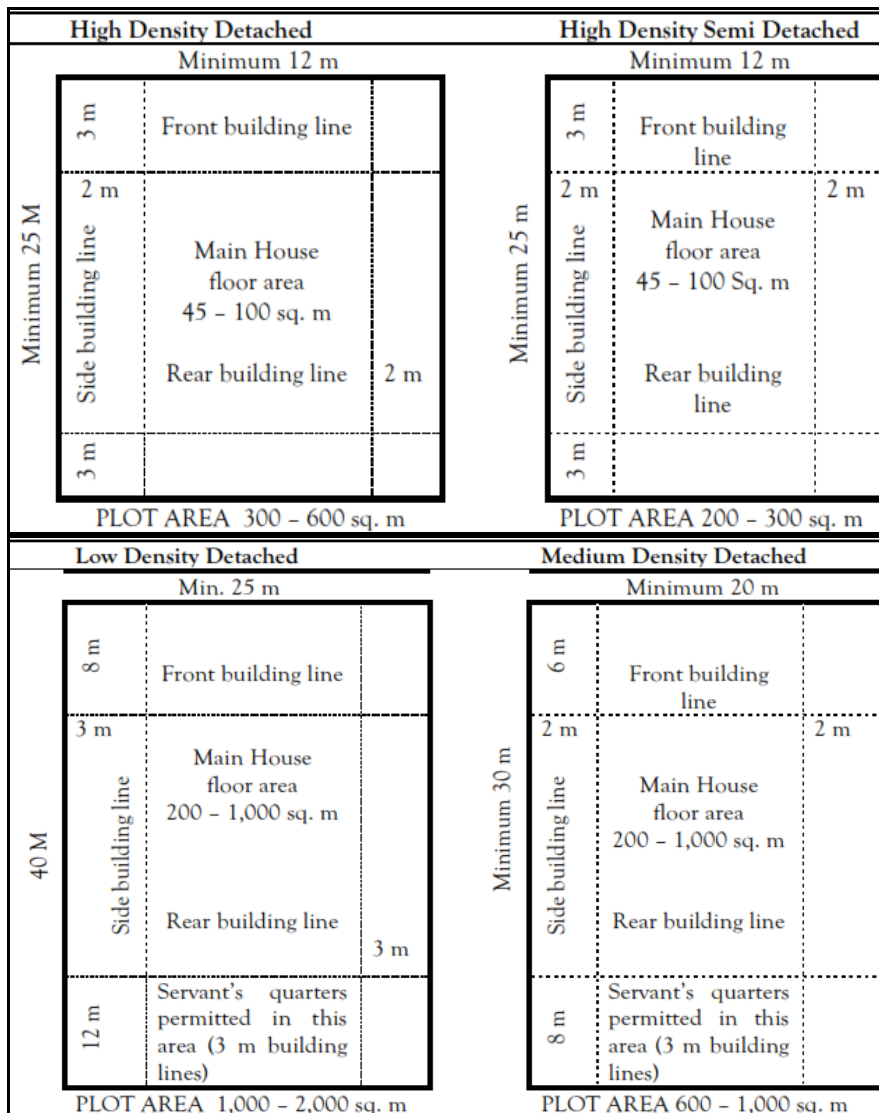 High Density Detached
Minimum 12 m
Minimum 25 M
3 m
Front building line
2 m
Side building line
Main House
floor area
45 – 100 sq. m
Rear building line
2 m
3 m
PLOT AREA 300 – 600 sq. m
High Density Semi Detached
Minimum 12 m
Minimum 25 m
3 m
Front building
line
2 m
2 m
Side building line
Main House
floor area
45 – 100 Sq. m
Rear building
line
3 m
PLOT AREA 200 – 300 sq. m
Low Density Detached
Min. 25 m
40 M
8 m
Front building line
3 m
Side building line
Main House
floor area
200 – 1,000 sq. m
Rear building line
3 m
12 m
Servant's quarters
permitted in this
area (3 m building
lines)
PLOT AREA 1,000 – 2,000 sq. m
Medium Density Detached
Minimum 20 m
Minimum 30 m
6 m
Front building
line
2 m
2 m
Side building line
Main House
floor area
200 – 1,000 sq. m
Rear building line
8 m
Servant's quarters
permitted in this
area (3 m building
lines)
PLOT AREA 600 – 1,000 sq. m